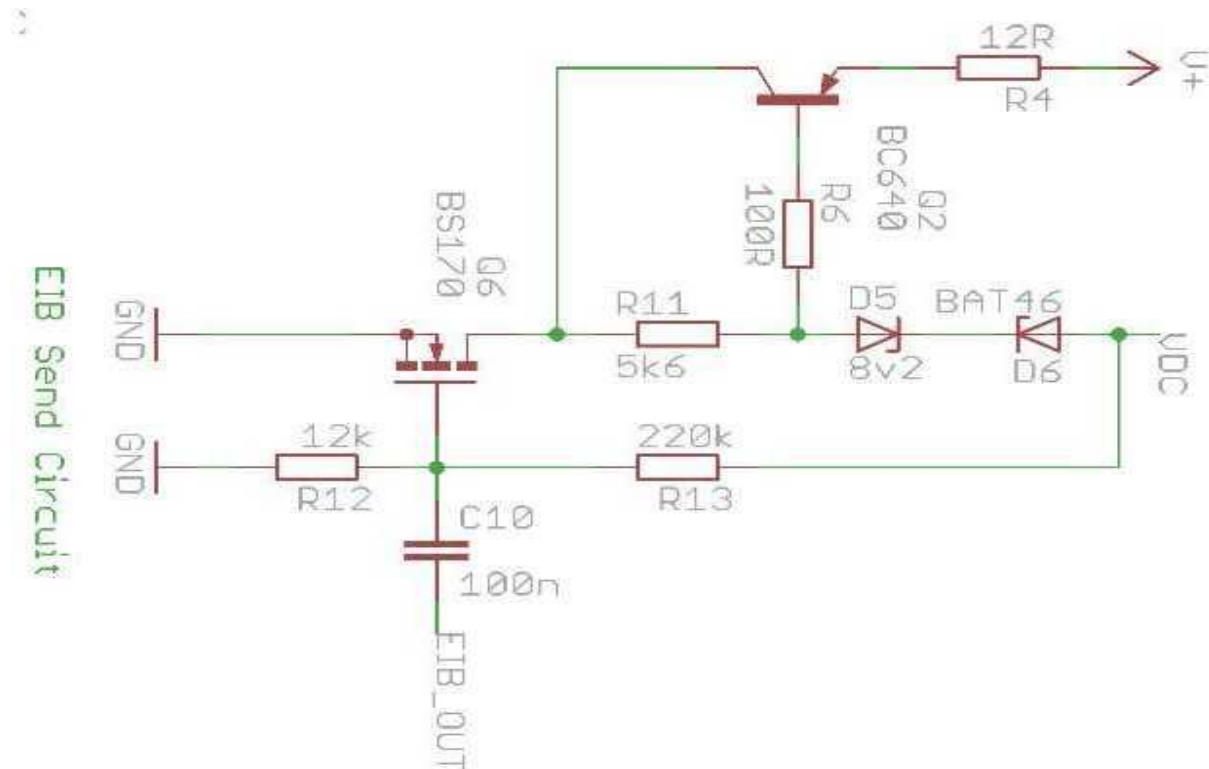 12R
R4
V+
BC640
Q2
R6
100R
BS170
Q6
R11
5k6
D5
8v2
BAT46
D6
VDC
GND
GND
12k
R12
220k
R13
C10
100n
EIB_OUT
EIB Send Circuit